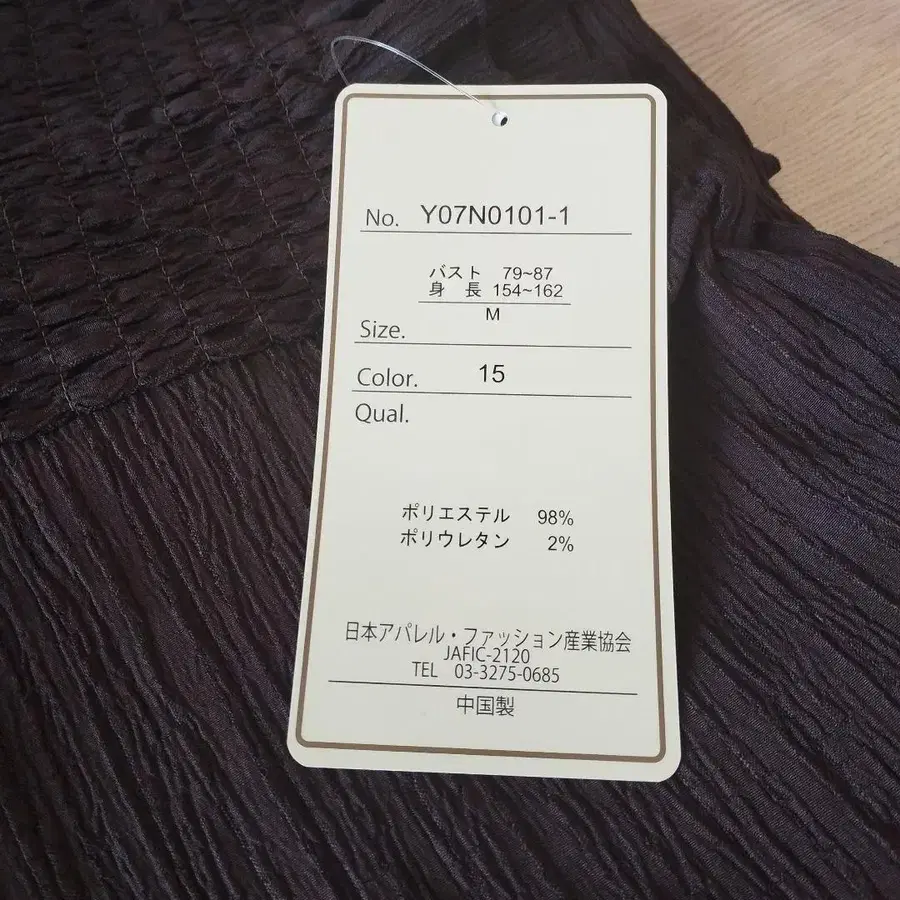 No. Y07N0101-1
バスト 79~87
身 長 154~162
M
Size.
Color. 15
Qual.
ポリエステル 98%
ポリウレタン 2%
日本アパレル・ファッション産業協会
JAFIC-2120
TEL 03-3275-0685
中国製